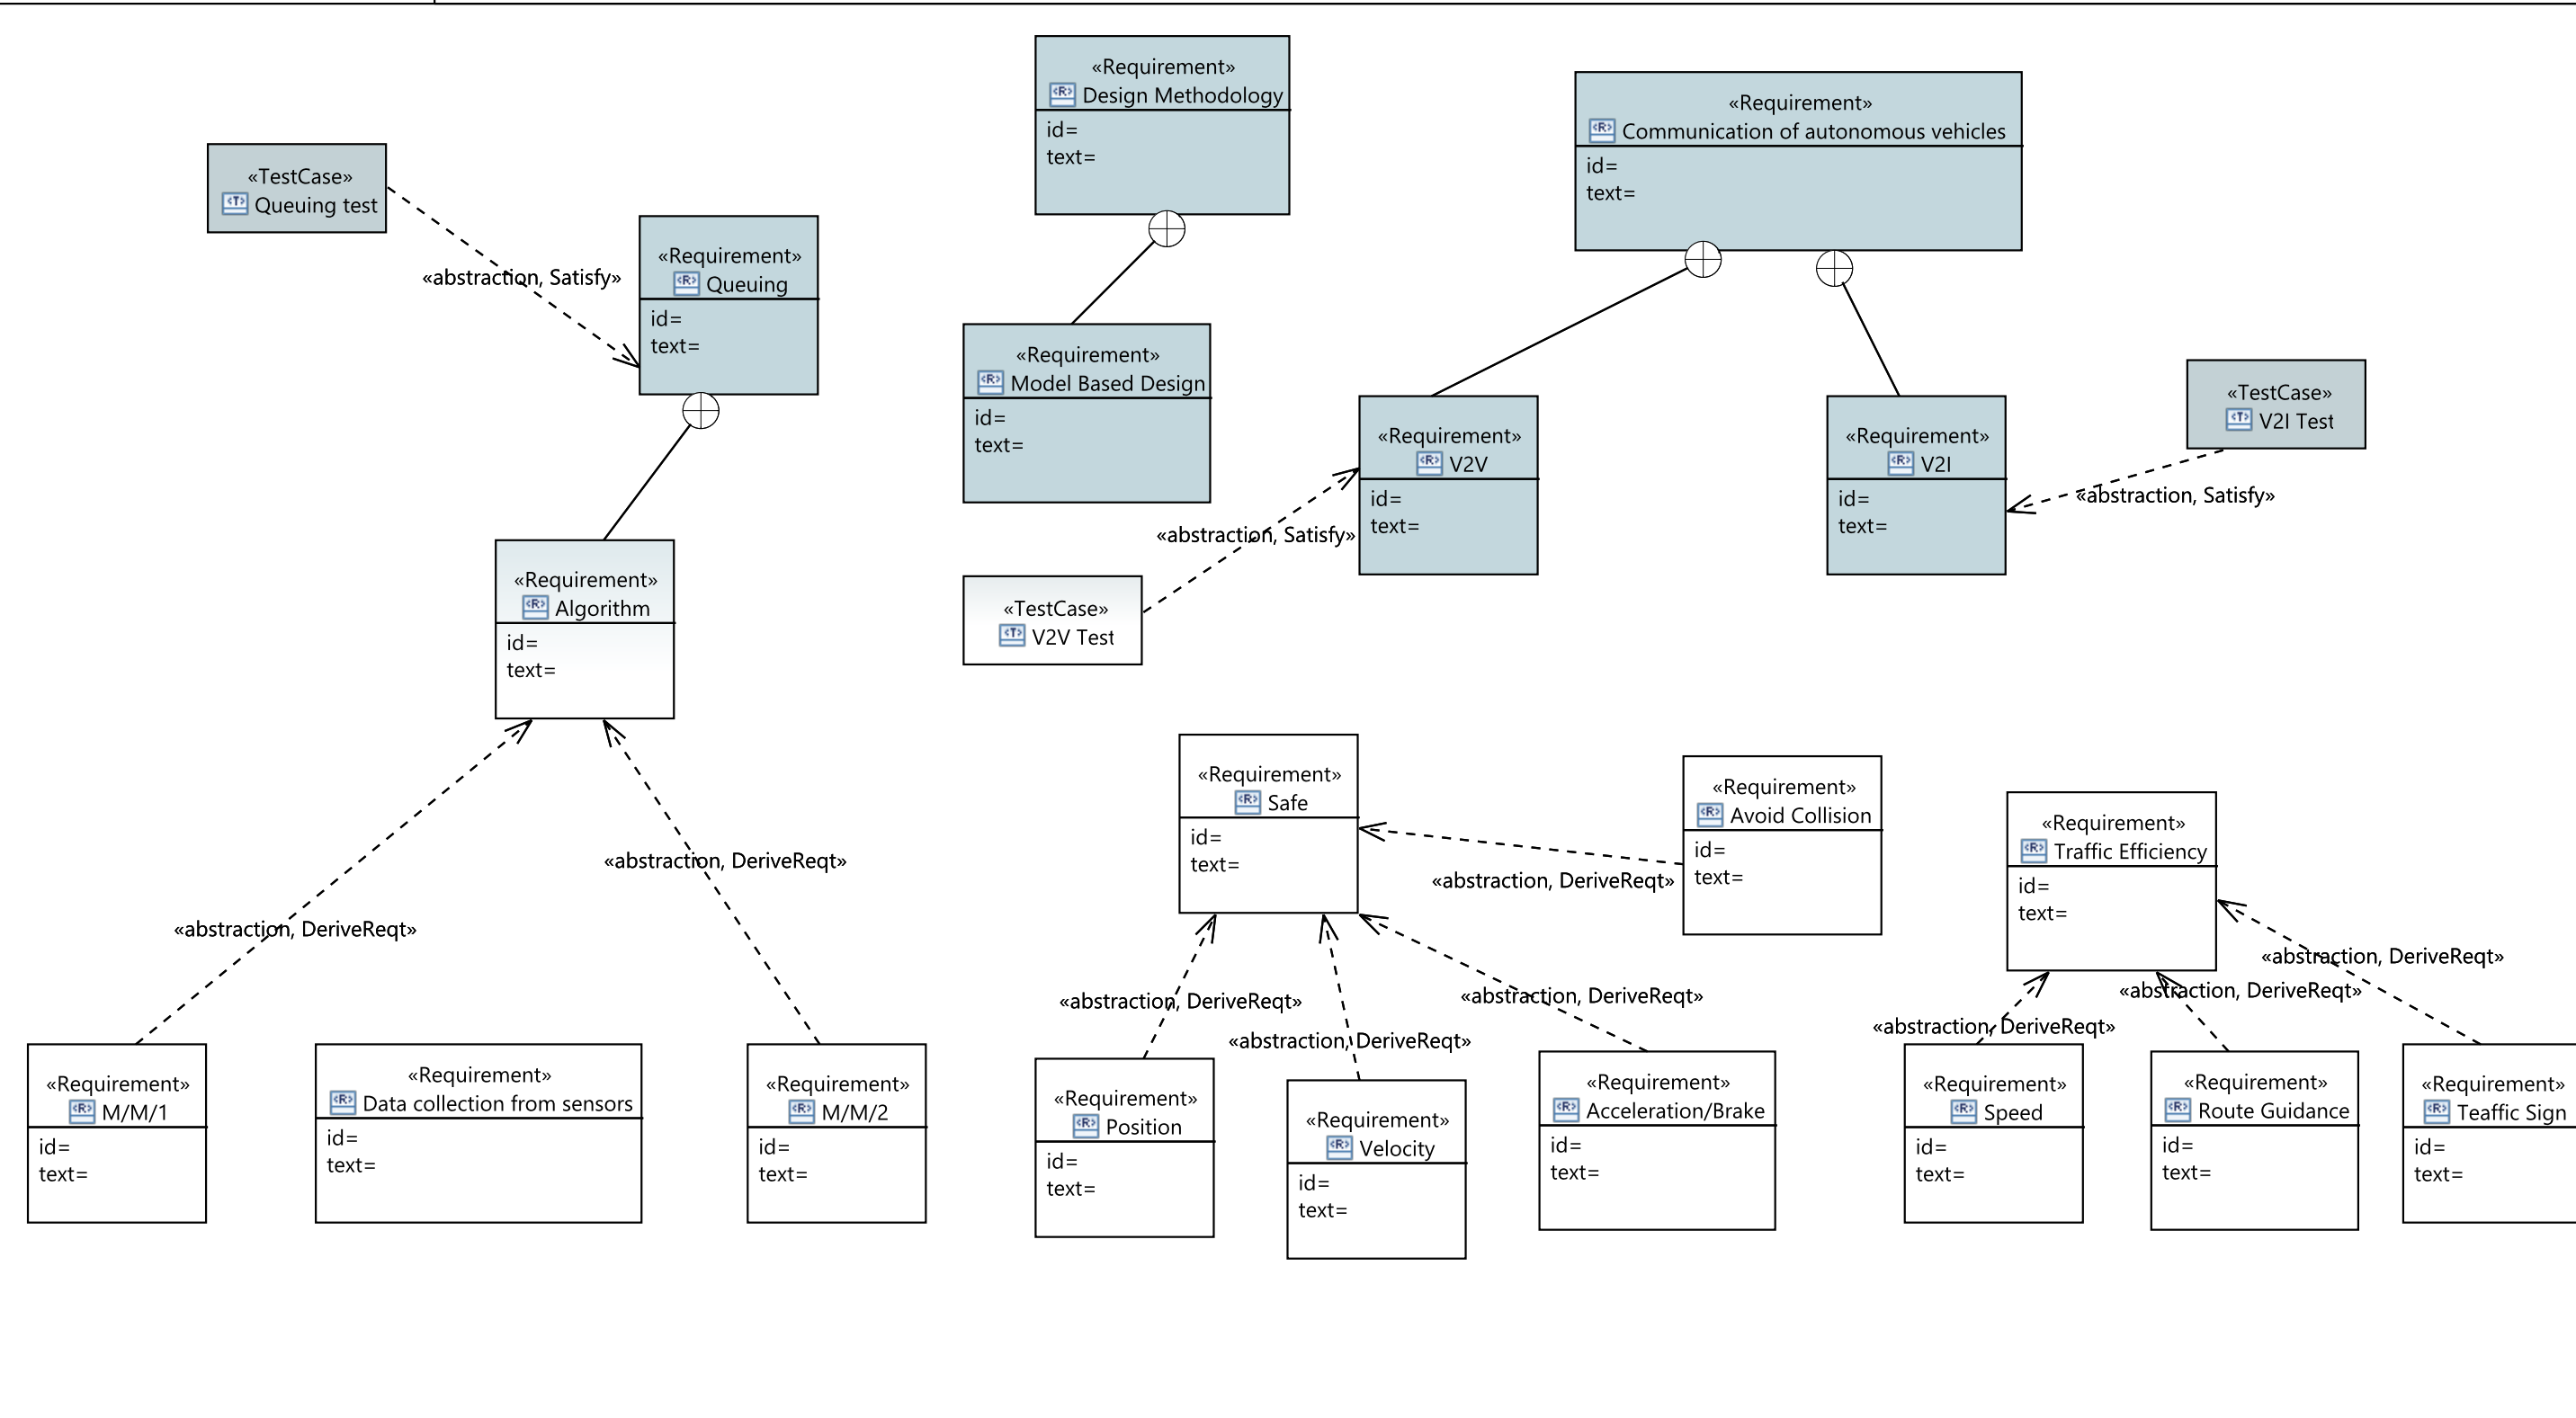 «Requirement»
Design Methodology
id=
text=
«Requirement»
Communication of autonomous vehicles
id=
text=
«TestCase»
Queuing test
«abstraction, Satisfy»
«Requirement»
Queuing
id=
text=
«Requirement»
Model Based Design
id=
text=
«Requirement»
V2V
id=
text=
«Requirement»
V2I
id=
text=
«TestCase»
V2I Test
«abstraction, Satisfy»
«abstraction, Satisfy»
«TestCase»
V2V Test
«Requirement»
Algorithm
id=
text=
«Requirement»
Safe
id=
text=
«Requirement»
Avoid Collision
id=
text=
«abstraction, DeriveReqt»
«Requirement»
Traffic Efficiency
id=
text=
«abstraction, DeriveReqt»
«abstraction, DeriveReqt»
«abstraction, DeriveReqt»
«abstraction, DeriveReqt»
«abstraction, DeriveReqt»
«abstraction, DeriveReqt»
«abstraction, DeriveReqt»
«abstraction, DeriveReqt»
«Requirement»
M/M/1
id=
text=
«Requirement»
Data collection from sensors
id=
text=
«Requirement»
M/M/2
id=
text=
«Requirement»
Position
id=
text=
«Requirement»
Velocity
id=
text=
«Requirement»
Acceleration/Brake
id=
text=
«Requirement»
Speed
id=
text=
«Requirement»
Route Guidance
id=
text=
«Requirement»
Teaffic Sign
id=
text=